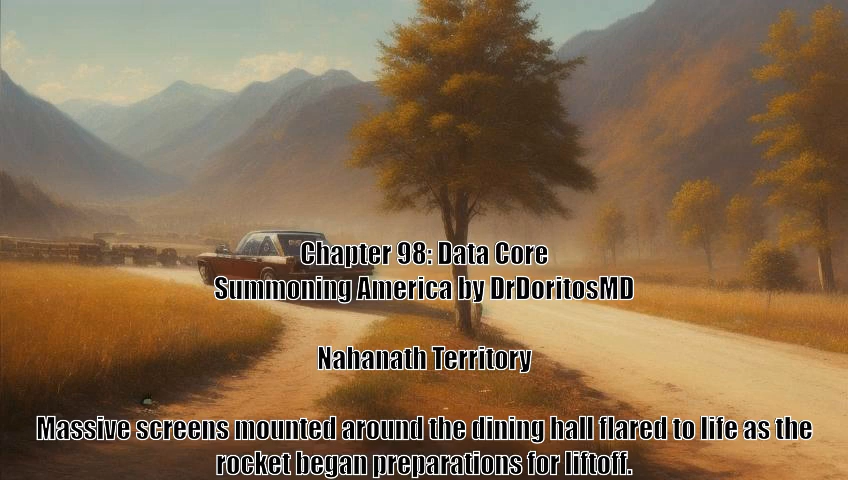 Chapter 98: Data Core
Summoning America by DrDoritosMD
Nahanath Territory
Massive screens mounted around the dining hall flared to life as the
rocket began preparations for liftoff.